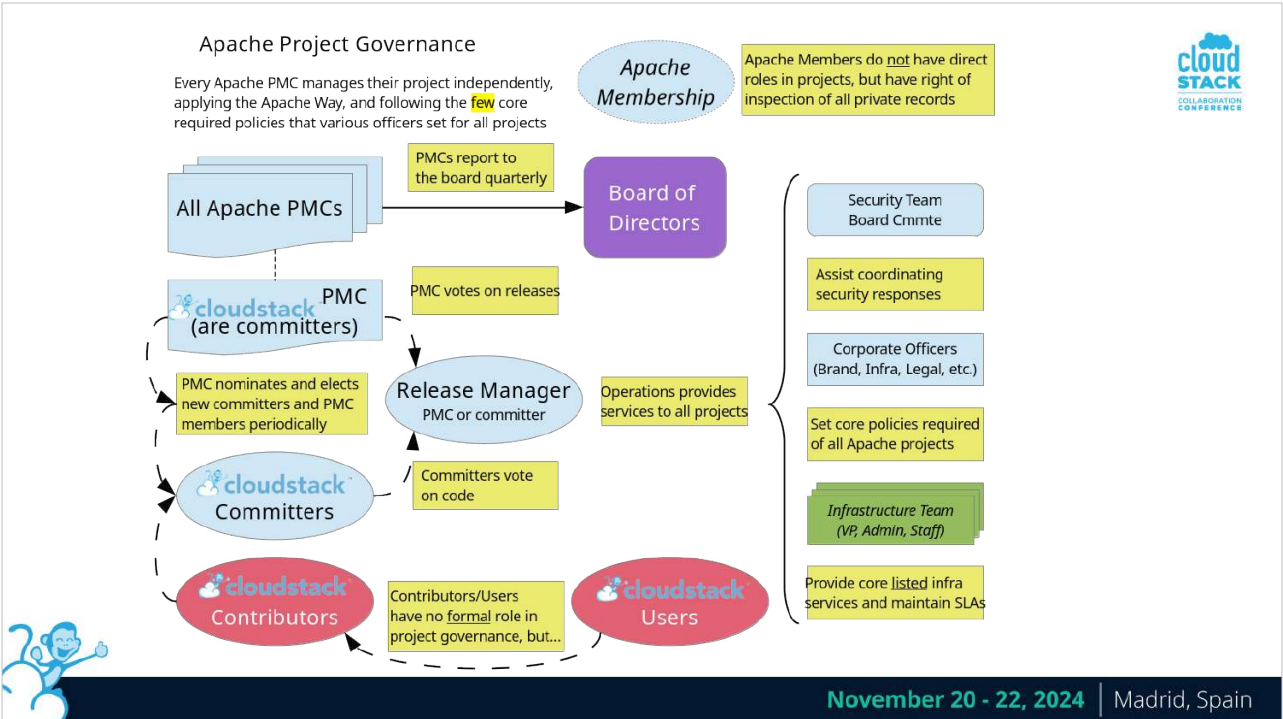 Apache Project Governance
Every Apache PMC manages their project independently,
applying the Apache Way, and following the few core
required policies that various officers set for all projects
Apache
Membership
Apache Members do not have direct
roles in projects, but have right of
inspection of all private records
cloud
STACK
COLLABORATION
CONFERENCE
All Apache PMCs
PMCs report to
the board quarterly
Board of
Directors
cloudstack PMC
(are committers)
PMC votes on releases
PMC nominates and elects
new committers and PMC
members periodically
Release Manager
PMC or committer
Operations provides
services to all projects
cloudstack
Committers
Committers vote
on code
cloudstack
Contributors
Contributors/Users
have no formal role in
project governance, but...
cloudstack
Users
Security Team
Board Cmmte
Assist coordinating
security responses
Corporate Officers
(Brand, Infra, Legal, etc.)
Set core policies required
of all Apache projects
Infrastructure Team
(VP, Admin, Staff)
Provide core listed infra
services and maintain SLAs
November 20 - 22, 2024 Madrid, Spain